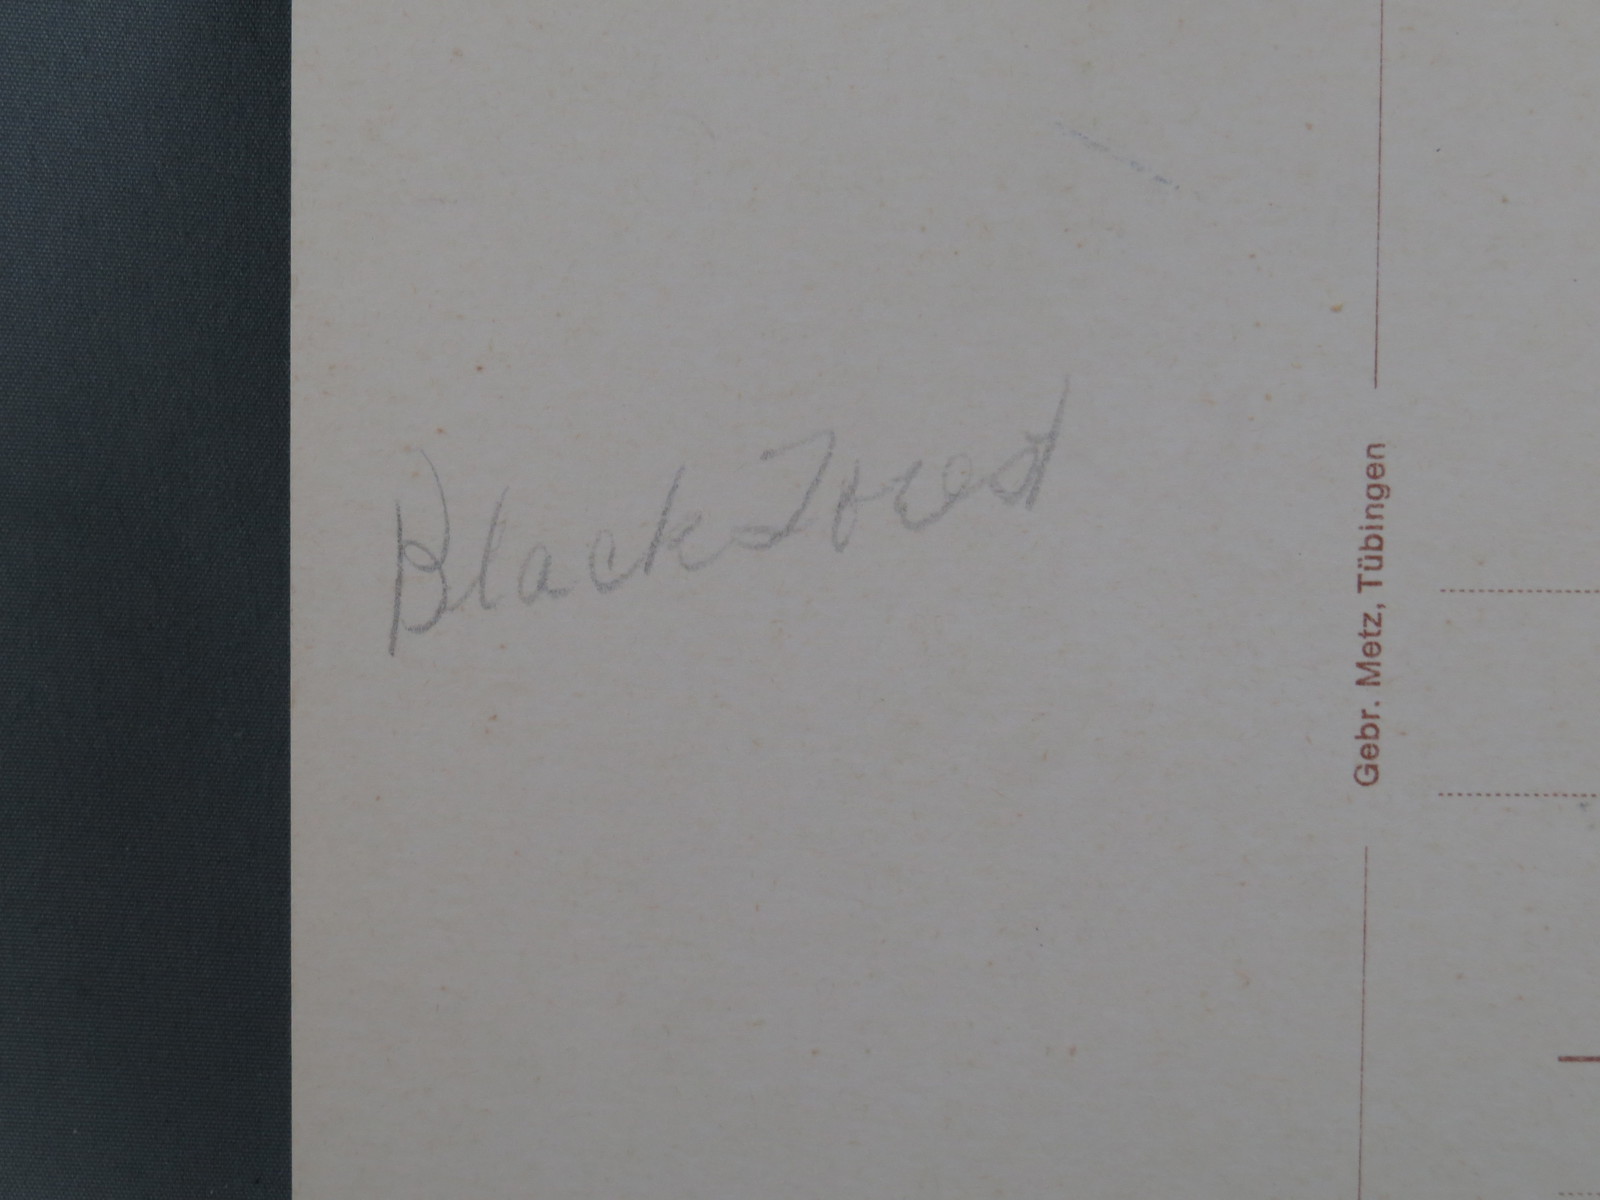 Black Forest
Gebr. Metz, Tübingen